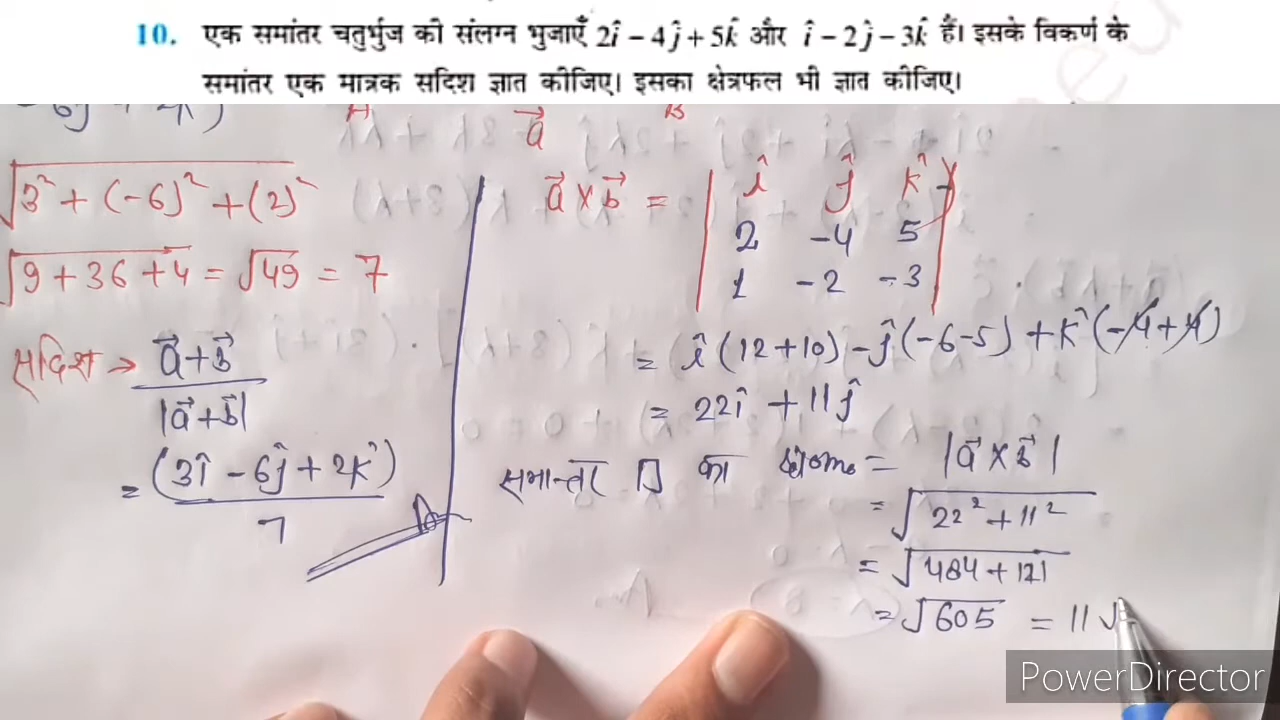 10. एक समांतर चतुर्भुज की संलग्न भुजाएँ 2î − 4ĵ + 5k̂ और î − 2ĵ − 3k̂ हैं। इसके विकर्ण के
समांतर एक मात्रक सदिश ज्ञात कीजिए। इसका क्षेत्रफल भी ज्ञात कीजिए।
A a⃗ B
√3² + (-6)² + (2)²
√9 + 36 + 4 = √49 = 7
सदिश → a⃗+b⃗
|a⃗+b⃗|
= (3î - 6ĵ + 2k̂)
7
a⃗ × b⃗ = | î ĵ k̂ |
2 -4 5
1 -2 -3
= î (12+10) - ĵ (-6-5) + k̂ (-4+4)
= 22î + 11ĵ
समान्तर ▱ का क्षे०फ० = |a⃗ × b⃗|
= √22² + 11²
= √484 + 121
= √605 = 11√
PowerDirector